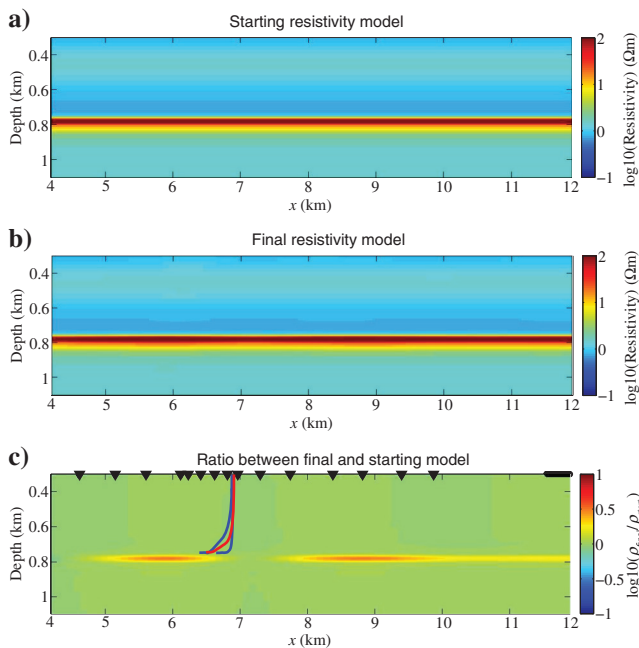 a)
Starting resistivity model
Depth (km)
0.4
0.6
0.8
1
4 5 6 7 8 9 10 11 12
x (km)
2
1
0
−1
log10(Resistivity) (Ωm)
b)
Final resistivity model
Depth (km)
0.4
0.8
1
4 5 6 7 8 9 10 11 12
x (km)
2
1
0
−1
log10(Resistivity) (Ωm)
c)
Ratio between final and starting model
Depth (km)
0.4
0.6
0.8
1
4 5 6 7 8 9 10 11 12
x (km)
1
0.5
0
−0.5
−1